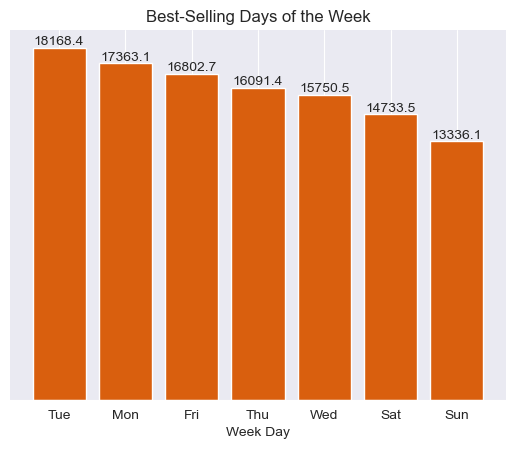 Best-Selling Days of the Week
18168.4
17363.1
16802.7
16091.4
15750.5
14733.5
13336.1
Tue Mon Fri Thu Wed Sat Sun
Week Day